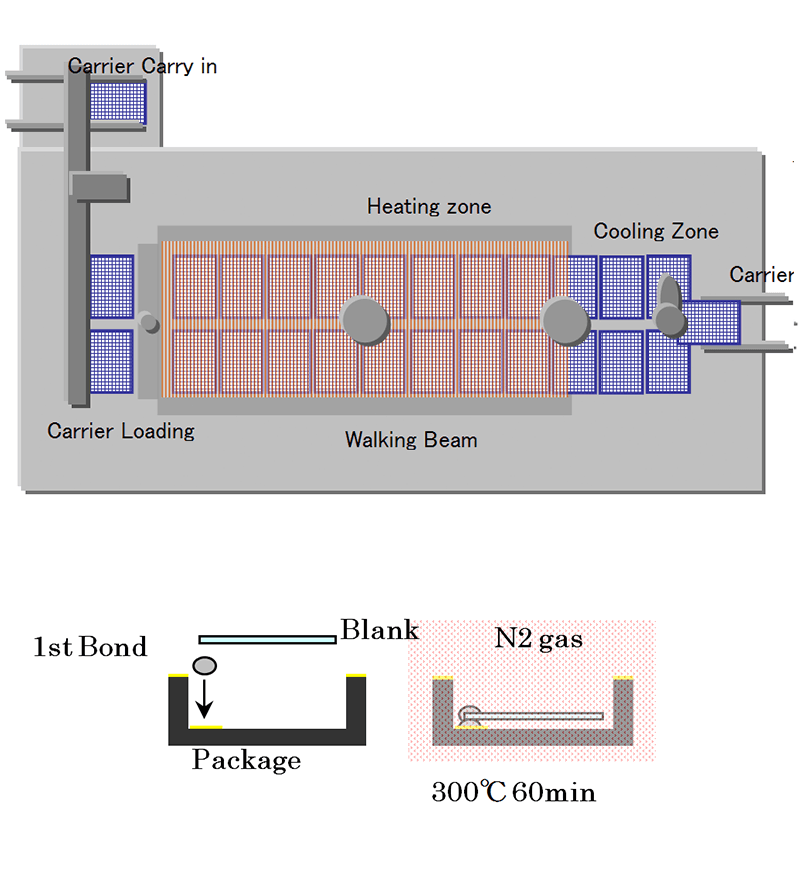 Carrier Carry in
Heating zone
Cooling Zone
Carrier
Carrier Loading
Walking Beam
1st Bond
Blank
N2 gas
Package
300℃ 60min